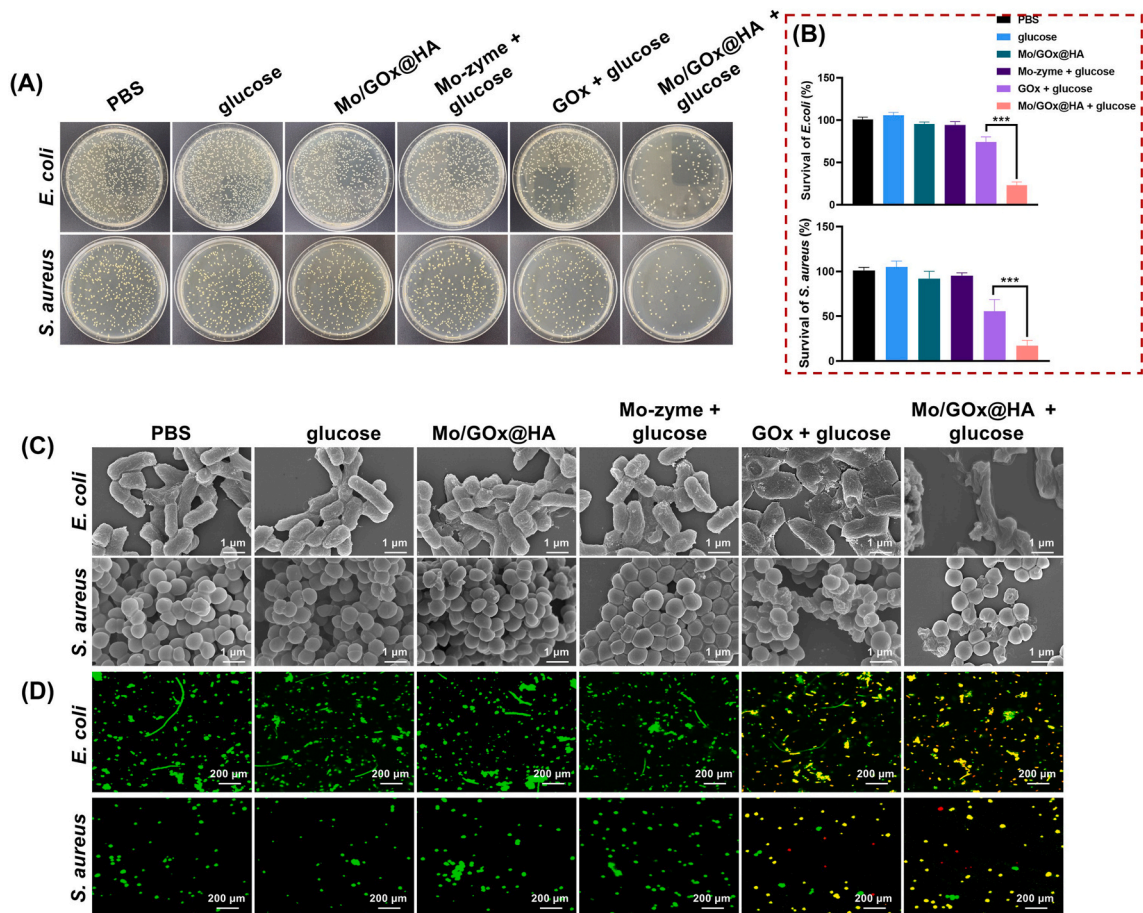 (A)
PBS
glucose
Mo/GOx@HA
Mo-zyme +
glucose
GOx + glucose
Mo/GOx@HA +
glucose
E. coli
S. aureus
(B)
PBS
glucose
Mo/GOx@HA
Mo-zyme + glucose
GOx + glucose
Mo/GOx@HA + glucose
Survival of E.coli (%)
150
100
50
0
***
Survival of S. aureus (%)
150
100
50
0
***
(C)
PBS
glucose
Mo/GOx@HA
Mo-zyme +
glucose
GOx + glucose
Mo/GOx@HA +
glucose
E. coli
1 μm
1 μm
1 μm
1 μm
1 μm
1 μm
S. aureus
1 μm
1 μm
1 μm
1 μm
1 μm
1 μm
(D)
E. coli
200 μm
200 μm
200 μm
200 μm
200 μm
200 μm
S. aureus
200 μm
200 μm
200 μm
200 μm
200 μm
200 μm